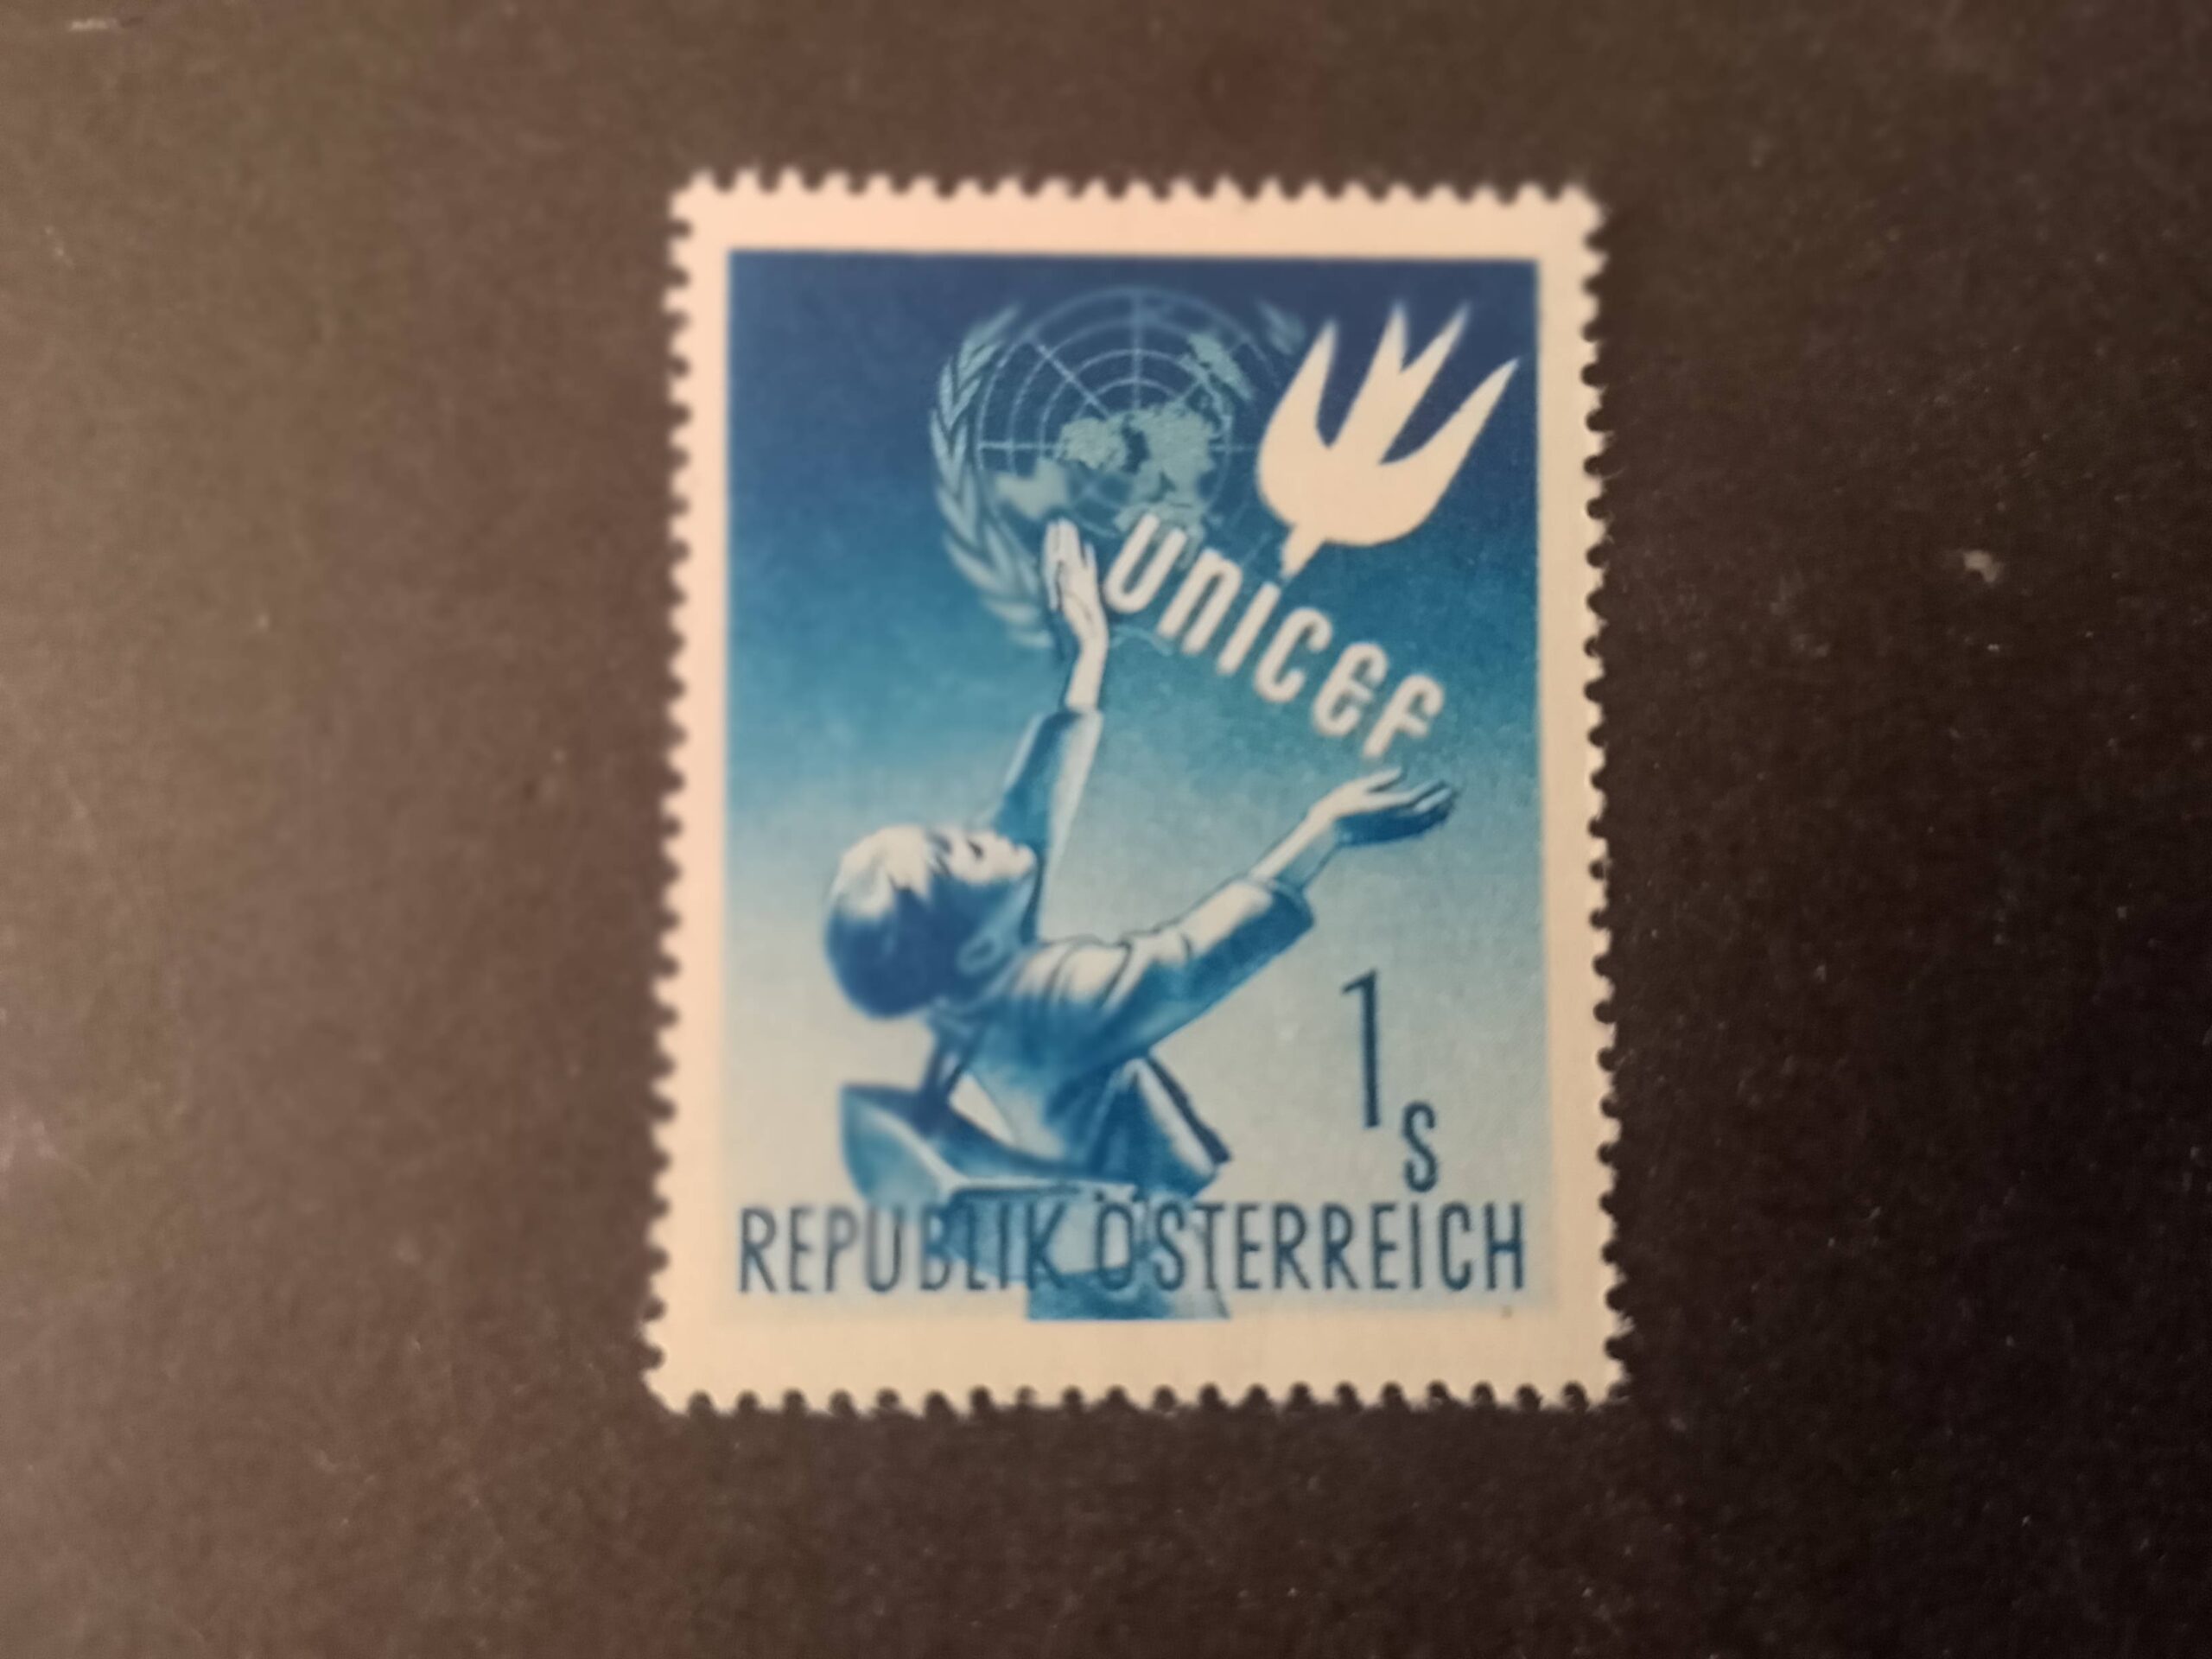 UNICEF
1 S
REPUBLIK ÖSTERREICH